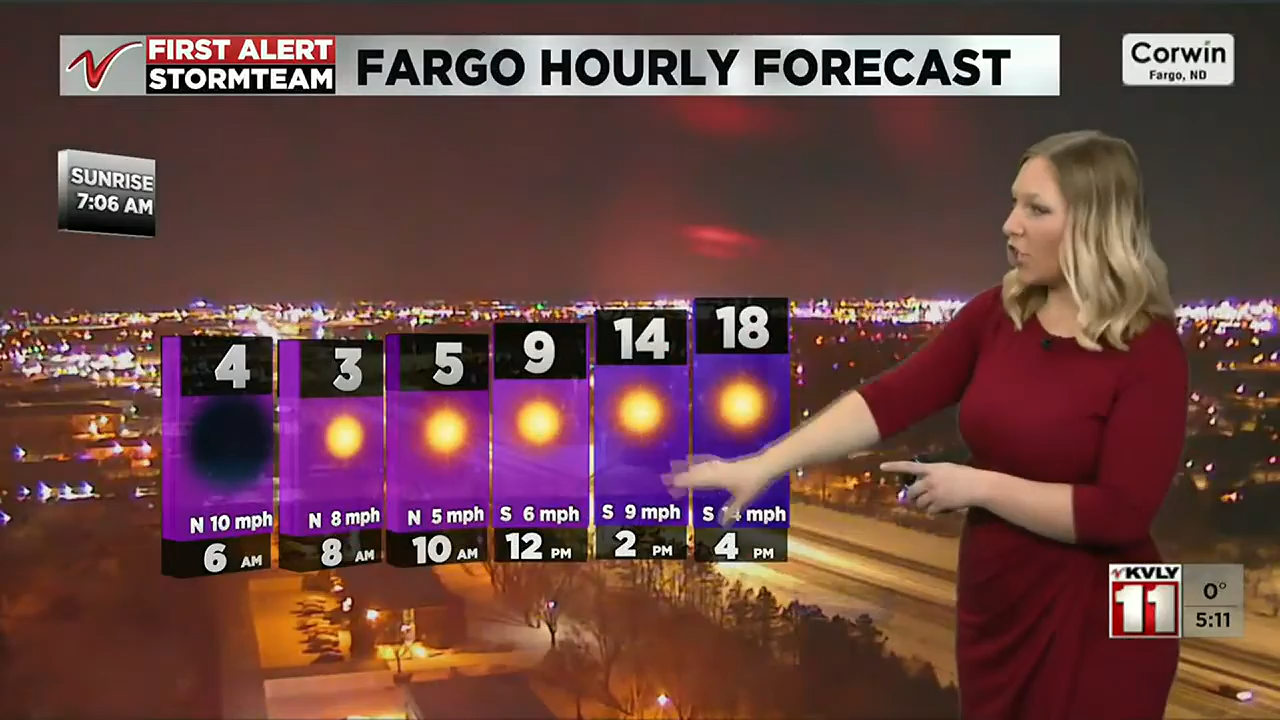 FIRST ALERT
STORMTEAM
FARGO HOURLY FORECAST
Corwin
Fargo, ND
SUNRISE
7:06 AM
4 3 5 9 14 18
N 10 mph N 8 mph N 5 mph S 6 mph S 9 mph S mph
6 AM 8 AM 10 AM 12 PM 2 PM 4 PM
KVLY
11
0°
5:11